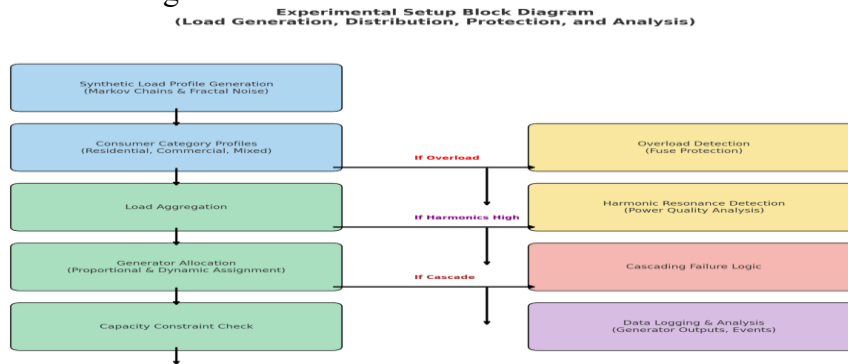 Experimental Setup Block Diagram
(Load Generation, Distribution, Protection, and Analysis)
Synthetic Load Profile Generation
(Markov Chains & Fractal Noise)
Consumer Category Profiles
(Residential, Commercial, Mixed)
If Overload
Overload Detection
(Fuse Protection)
Load Aggregation
If Harmonics High
Harmonic Resonance Detection
(Power Quality Analysis)
Generator Allocation
(Proportional & Dynamic Assignment)
If Cascade
Cascading Failure Logic
Capacity Constraint Check
Data Logging & Analysis
(Generator Outputs, Events)